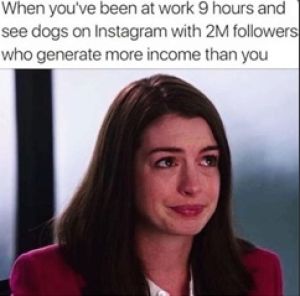 When you've been at work 9 hours and
see dogs on Instagram with 2M followers
who generate more income than you